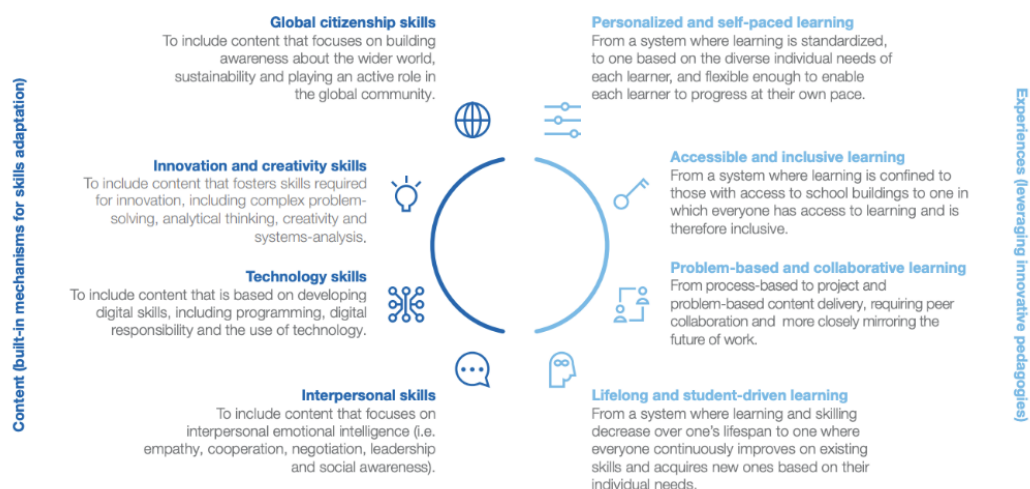 Content (built-in mechanisms for skills adaptation)
Global citizenship skills
To include content that focuses on building
awareness about the wider world,
sustainability and playing an active role in
the global community.
Innovation and creativity skills
To include content that fosters skills required
for innovation, including complex problem-
solving, analytical thinking, creativity and
systems-analysis.
Technology skills
To include content that is based on developing
digital skills, including programming, digital
responsibility and the use of technology.
Interpersonal skills
To include content that focuses on
interpersonal emotional intelligence (i.e.
empathy, cooperation, negotiation, leadership
and social awareness).
Personalized and self-paced learning
From a system where learning is standardized,
to one based on the diverse individual needs of
each learner, and flexible enough to enable
each learner to progress at their own pace.
Accessible and inclusive learning
From a system where learning is confined to
those with access to school buildings to one in
which everyone has access to learning and is
therefore inclusive.
Problem-based and collaborative learning
From process-based to project and
problem-based content delivery, requiring peer
collaboration and more closely mirroring the
future of work.
Lifelong and student-driven learning
From a system where learning and skilling
decrease over one's lifespan to one where
everyone continuously improves on existing
skills and acquires new ones based on their
individual needs.
Experiences (leveraging innovative pedagogies)